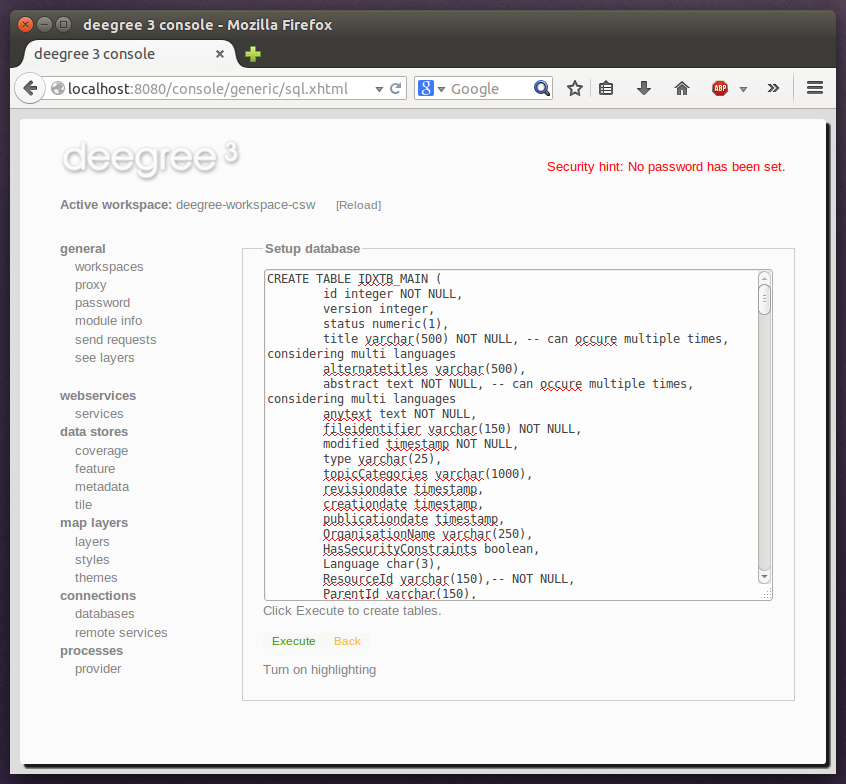 deegree 3 console - Mozilla Firefox
deegree 3 console
localhost:8080/console/generic/sql.xhtml
8
Google
ABP
deegree 3
Security hint: No password has been set.
Active workspace: deegree-workspace-csw [Reload]
general
workspaces
proxy
password
module info
send requests
see layers
webservices
services
data stores
coverage
feature
metadata
tile
map layers
layers
styles
themes
connections
databases
remote services
processes
provider
Setup database
CREATE TABLE IDXTB_MAIN (
id integer NOT NULL,
version integer,
status numeric(1),
title varchar(500) NOT NULL, -- can occure multiple times,
considering multi languages
alternatetitles varchar(500),
abstract text NOT NULL, -- can occure multiple times,
considering multi languages
anytext text NOT NULL,
fileidentifier varchar(150) NOT NULL,
modified timestamp NOT NULL,
type varchar(25),
topicCategories varchar(1000),
revisiondate timestamp,
creationdate timestamp,
publicationdate timestamp,
OrganisationName varchar(250),
HasSecurityConstraints boolean,
Language char(3),
ResourceId varchar(150),-- NOT NULL,
ParentId varchar(150),
Click Execute to create tables.
Execute Back
Turn on highlighting